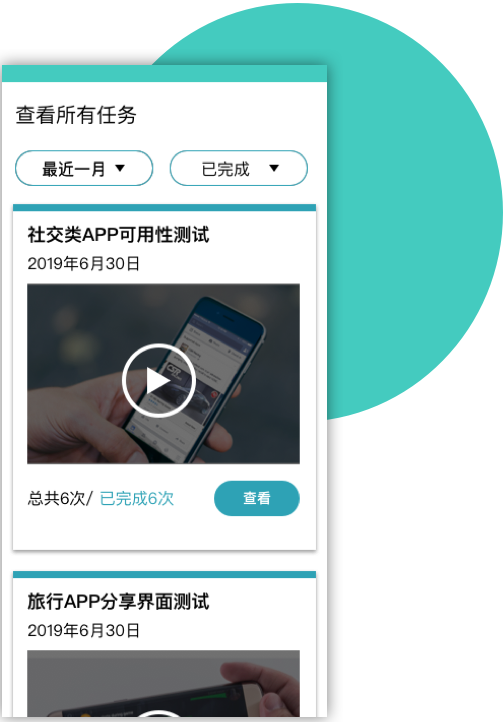 查看所有任务
最近一月
已完成
社交类APP可用性测试
2019年6月30日
总共6次/ 已完成6次
查看
旅行APP分享界面测试
2019年6月30日